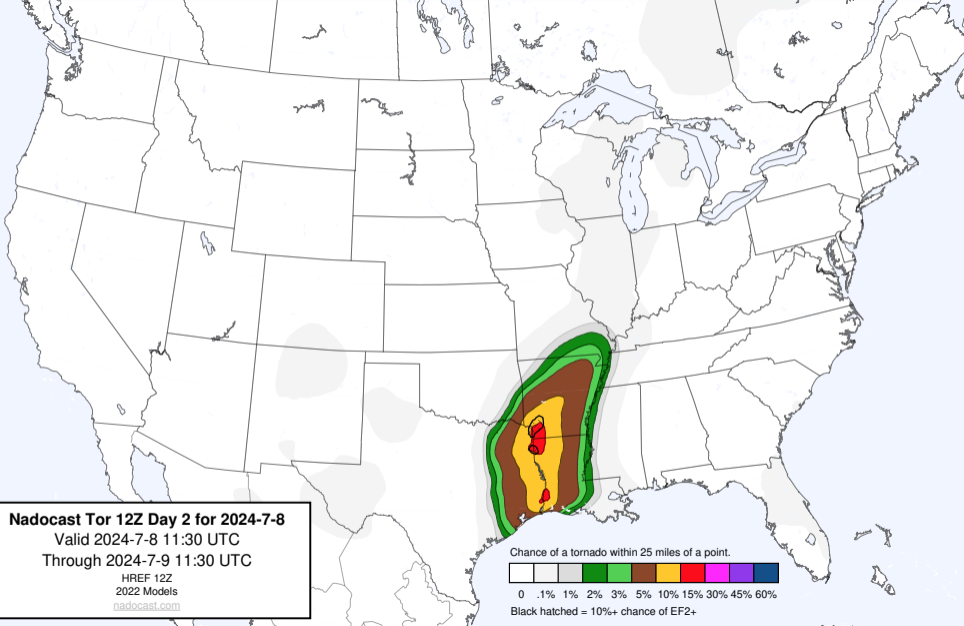 Nadocast Tor 12Z Day 2 for 2024-7-8
Valid 2024-7-8 11:30 UTC
Through 2024-7-9 11:30 UTC
HREF 12Z
2022 Models
nadocast.com
Chance of a tornado within 25 miles of a point.
0 .1% 1% 2% 3% 5% 10% 15% 30% 45% 60%
Black hatched = 10%+ chance of EF2+